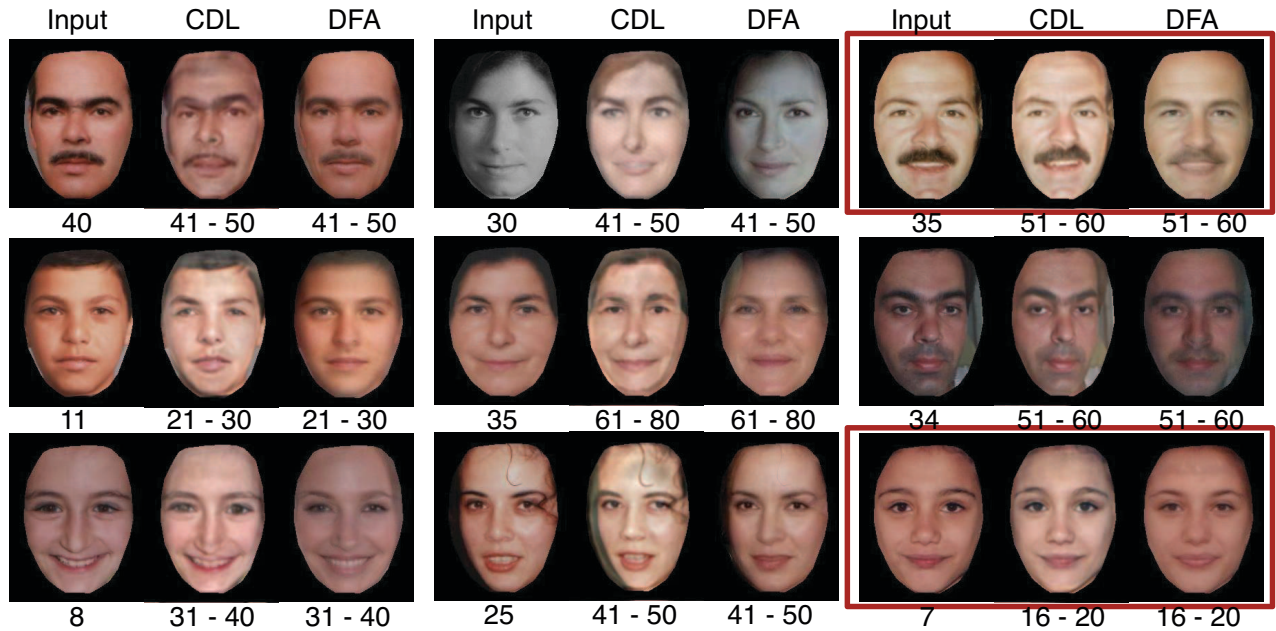 Input CDL DFA Input CDL DFA Input CDL DFA
40 41 - 50 41 - 50 30 41 - 50 41 - 50 35 51 - 60 51 - 60
11 21 - 30 21 - 30 35 61 - 80 61 - 80 34 51 - 60 51 - 60
8 31 - 40 31 - 40 25 41 - 50 41 - 50 7 16 - 20 16 - 20